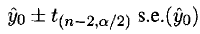 ŷ₀ ± t₍ₙ₋₂,α/₂₎ s.e.(ŷ₀)